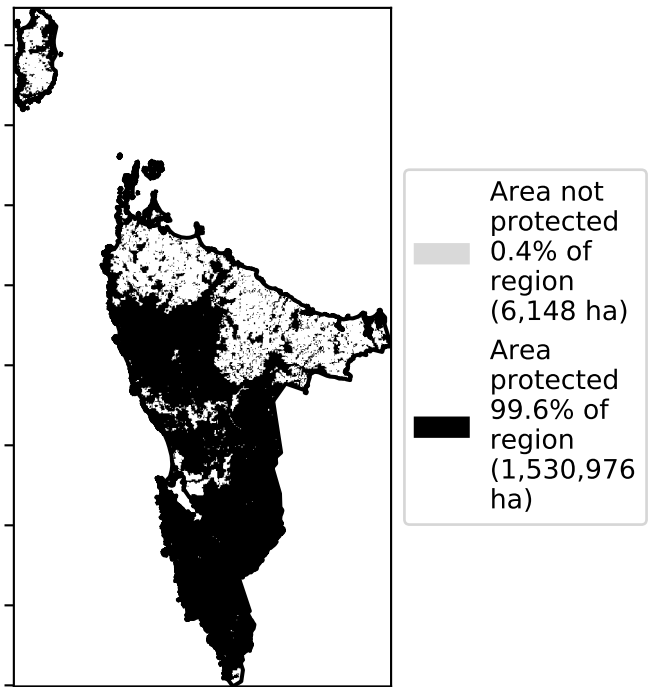 Area not
protected
0.4% of
region
(6,148 ha)
Area
protected
99.6% of
region
(1,530,976
ha)